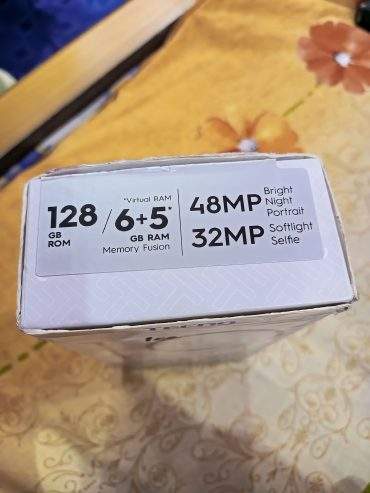 *Virtual RAM
128 / 6+5*
GB GB RAM
ROM Memory Fusion
48MP Bright
Night
Portrait
32MP Softlight
Selfie